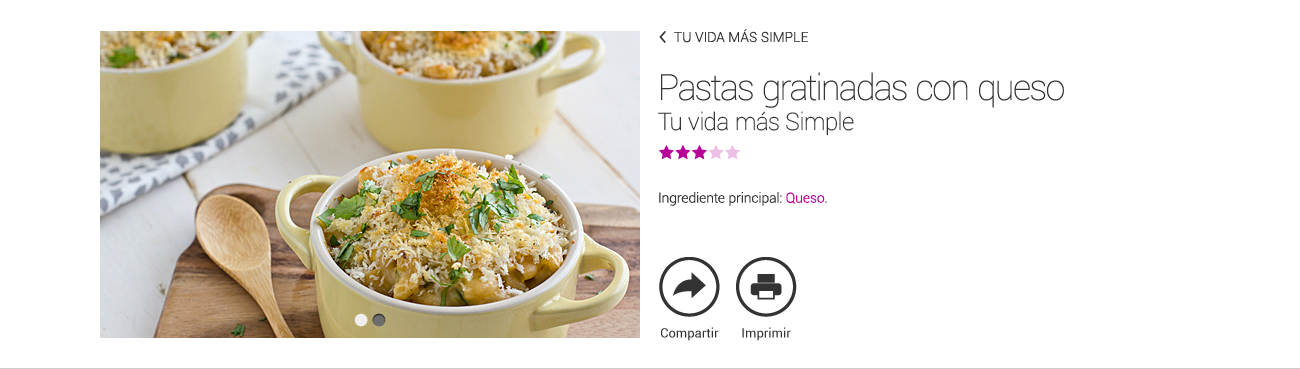 TU VIDA MÁS SIMPLE
Pastas gratinadas con queso
Tu vida más Simple
Ingrediente principal: Queso.
Compartir Imprimir